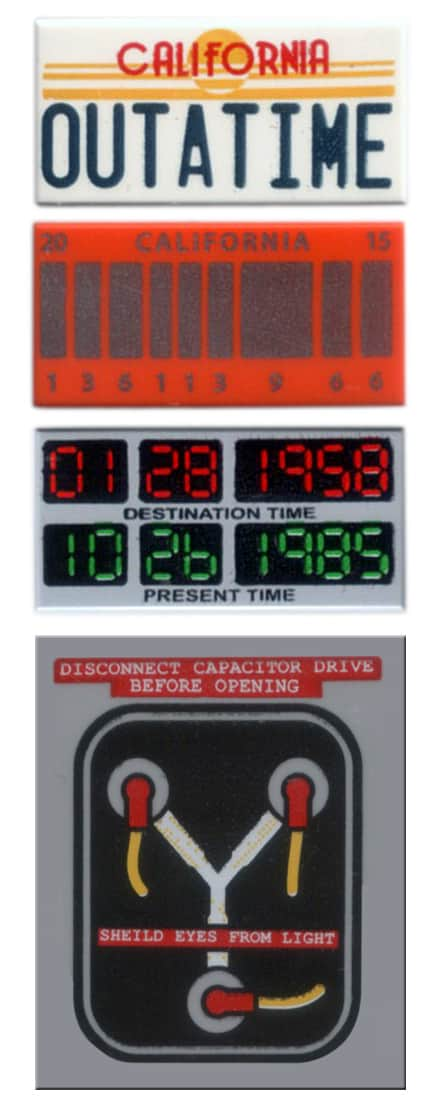 CALIFORNIA
OUTATIME
20 CALIFORNIA 15
1 3 1 1 3 9 6 6
01 28 1958
DESTINATION TIME
10 26 1985
PRESENT TIME
DISCONNECT CAPACITOR DRIVE
BEFORE OPENING
SHEILD EYES FROM LIGHT